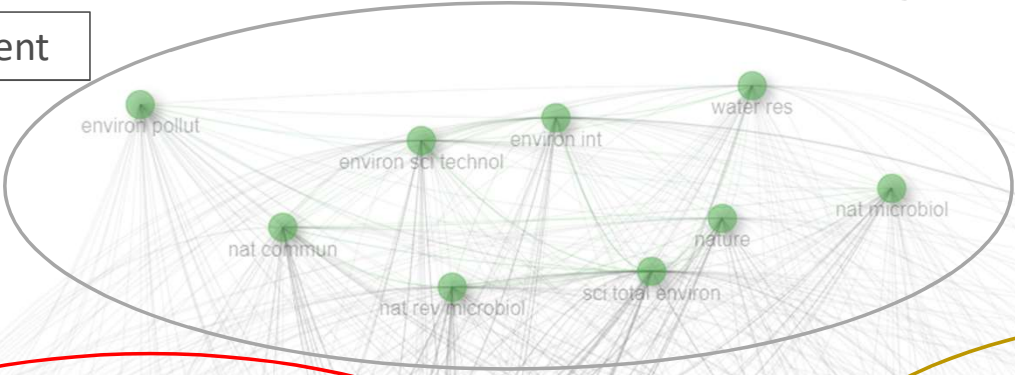 ent
water res
environ pollut
environ int
environ sci technol
nat microbiol
nature
nat commun
sci total environ
nat rev microbiol